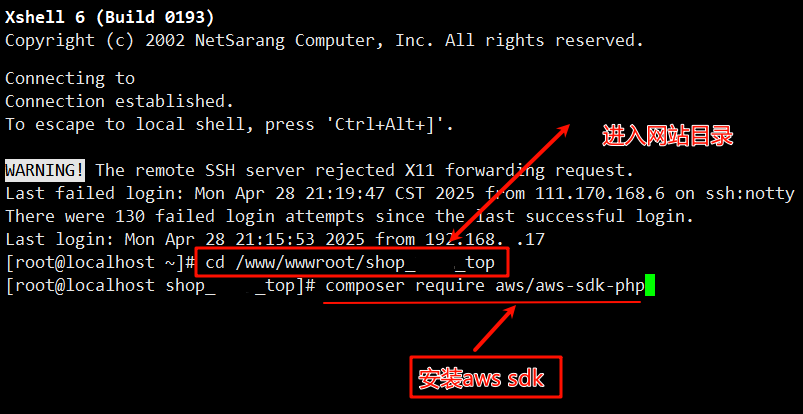 Xshell 6 (Build 0193)
Copyright (c) 2002 NetSarang Computer, Inc. All rights reserved.
Connecting to
Connection established.
To escape to local shell, press 'Ctrl+Alt+]'.
进入网站目录
WARNING! The remote SSH server rejected X11 forwarding request.
Last failed login: Mon Apr 28 21:19:47 CST 2025 from 111.170.168.6 on ssh:notty
There were 130 failed login attempts since the last successful login.
Last login: Mon Apr 28 21:15:53 2025 from 192.168. .17
[root@localhost ~]# cd /www/wwwroot/shop_ _top
[root@localhost shop_ _top]# composer require aws/aws-sdk-php
安装aws sdk